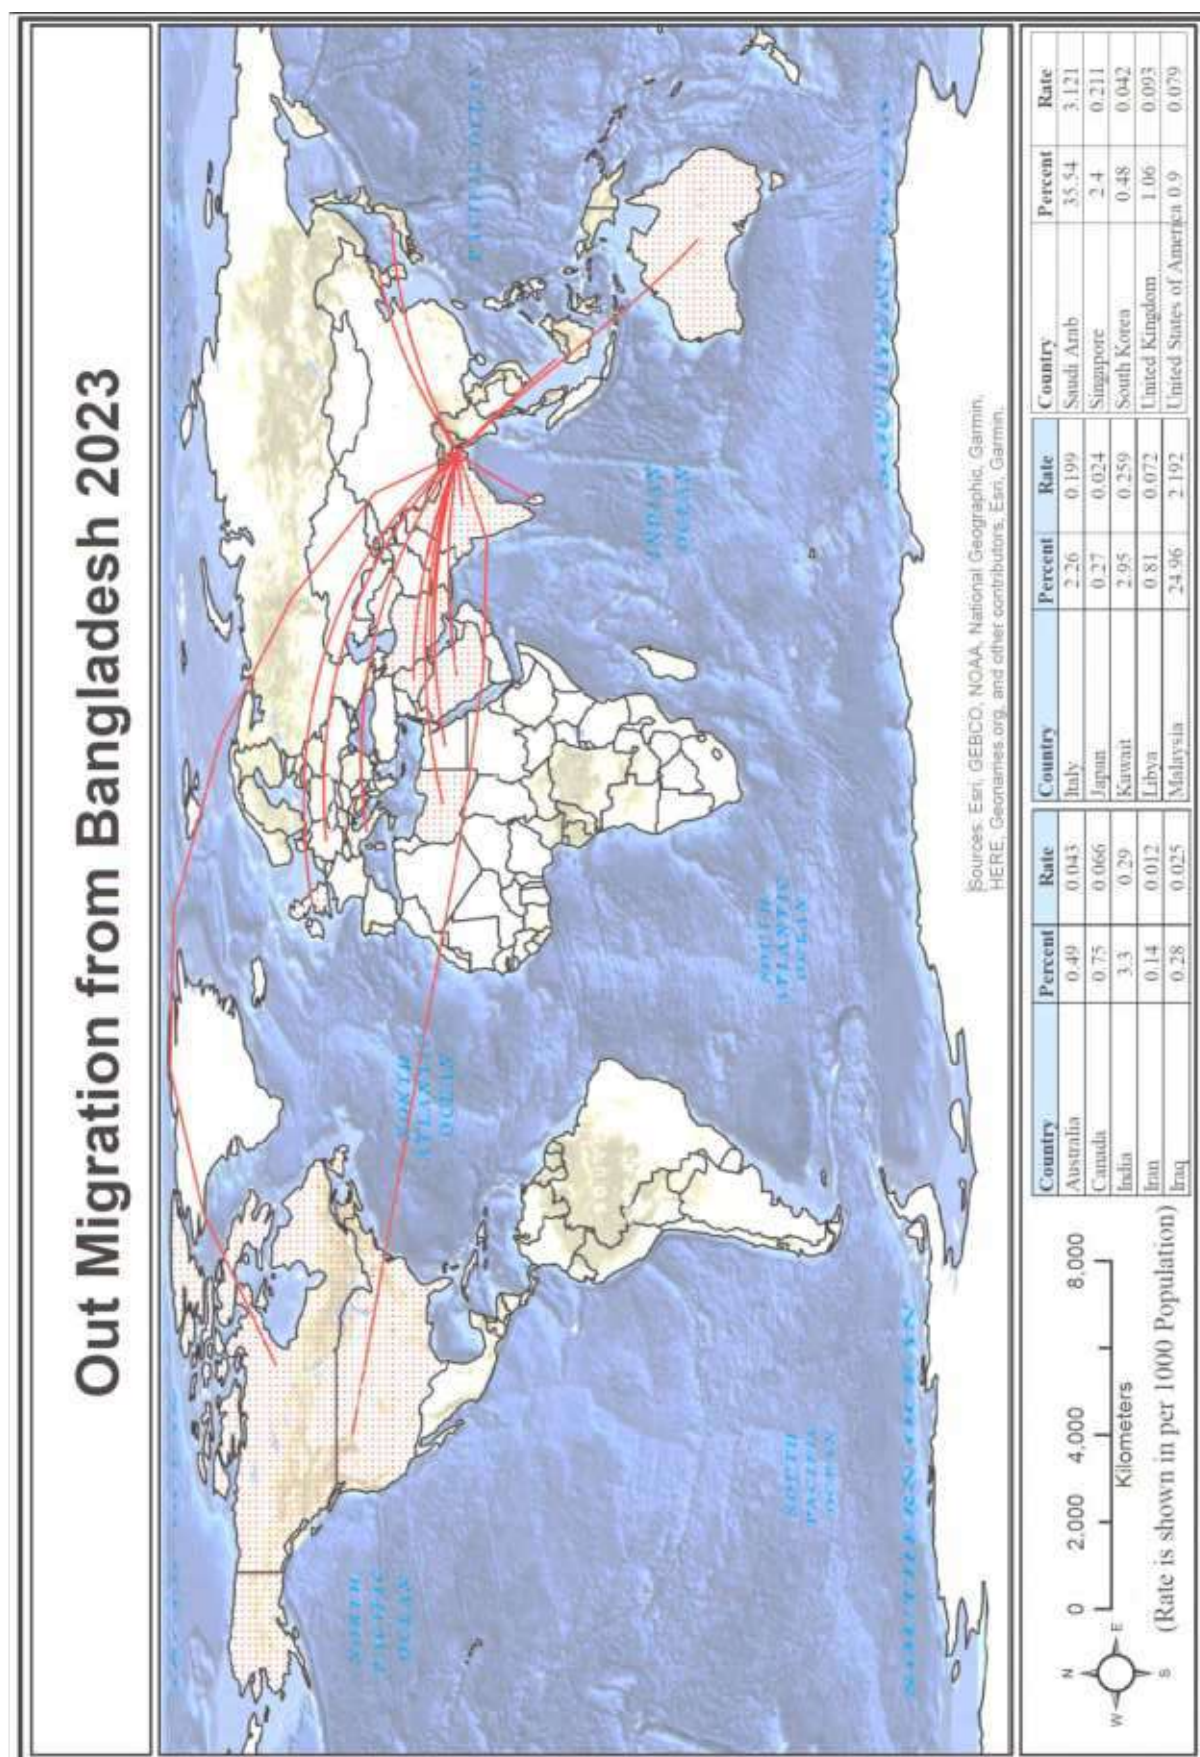 Out Migration from Bangladesh 2023
PACIFIC OCEAN
NORTH
ATLANTIC
OCEAN
INDIAN
OCEAN
NORTH
PACIFIC
OCEAN
SOUTH
PACIFIC
OCEAN
SOUTH
ATLANTIC
OCEAN
SOUTHERN OCEAN
SOUTHERN OCEAN
Sources: Esri, GEBCO, NOAA, National Geographic, Garmin,
HERE, Geonames.org, and other contributors, Esri, Garmin,
N
W E
S
0 2,000 4,000 8,000
Kilometers
(Rate is shown in per 1000 Population)
Country Percent Rate
Australia 0.49 0.043
Canada 0.75 0.066
India 3.3 0.29
Iran 0.14 0.012
Iraq 0.28 0.025
Country Percent Rate
Italy 2.26 0.199
Japan 0.27 0.024
Kuwait 2.95 0.259
Libya 0.81 0.072
Malaysia 24.96 2.192
Country Percent Rate
Saudi Arab 35.54 3.121
Singapore 2.4 0.211
South Korea 0.48 0.042
United Kingdom 1.06 0.093
United States of America 0.9 0.079